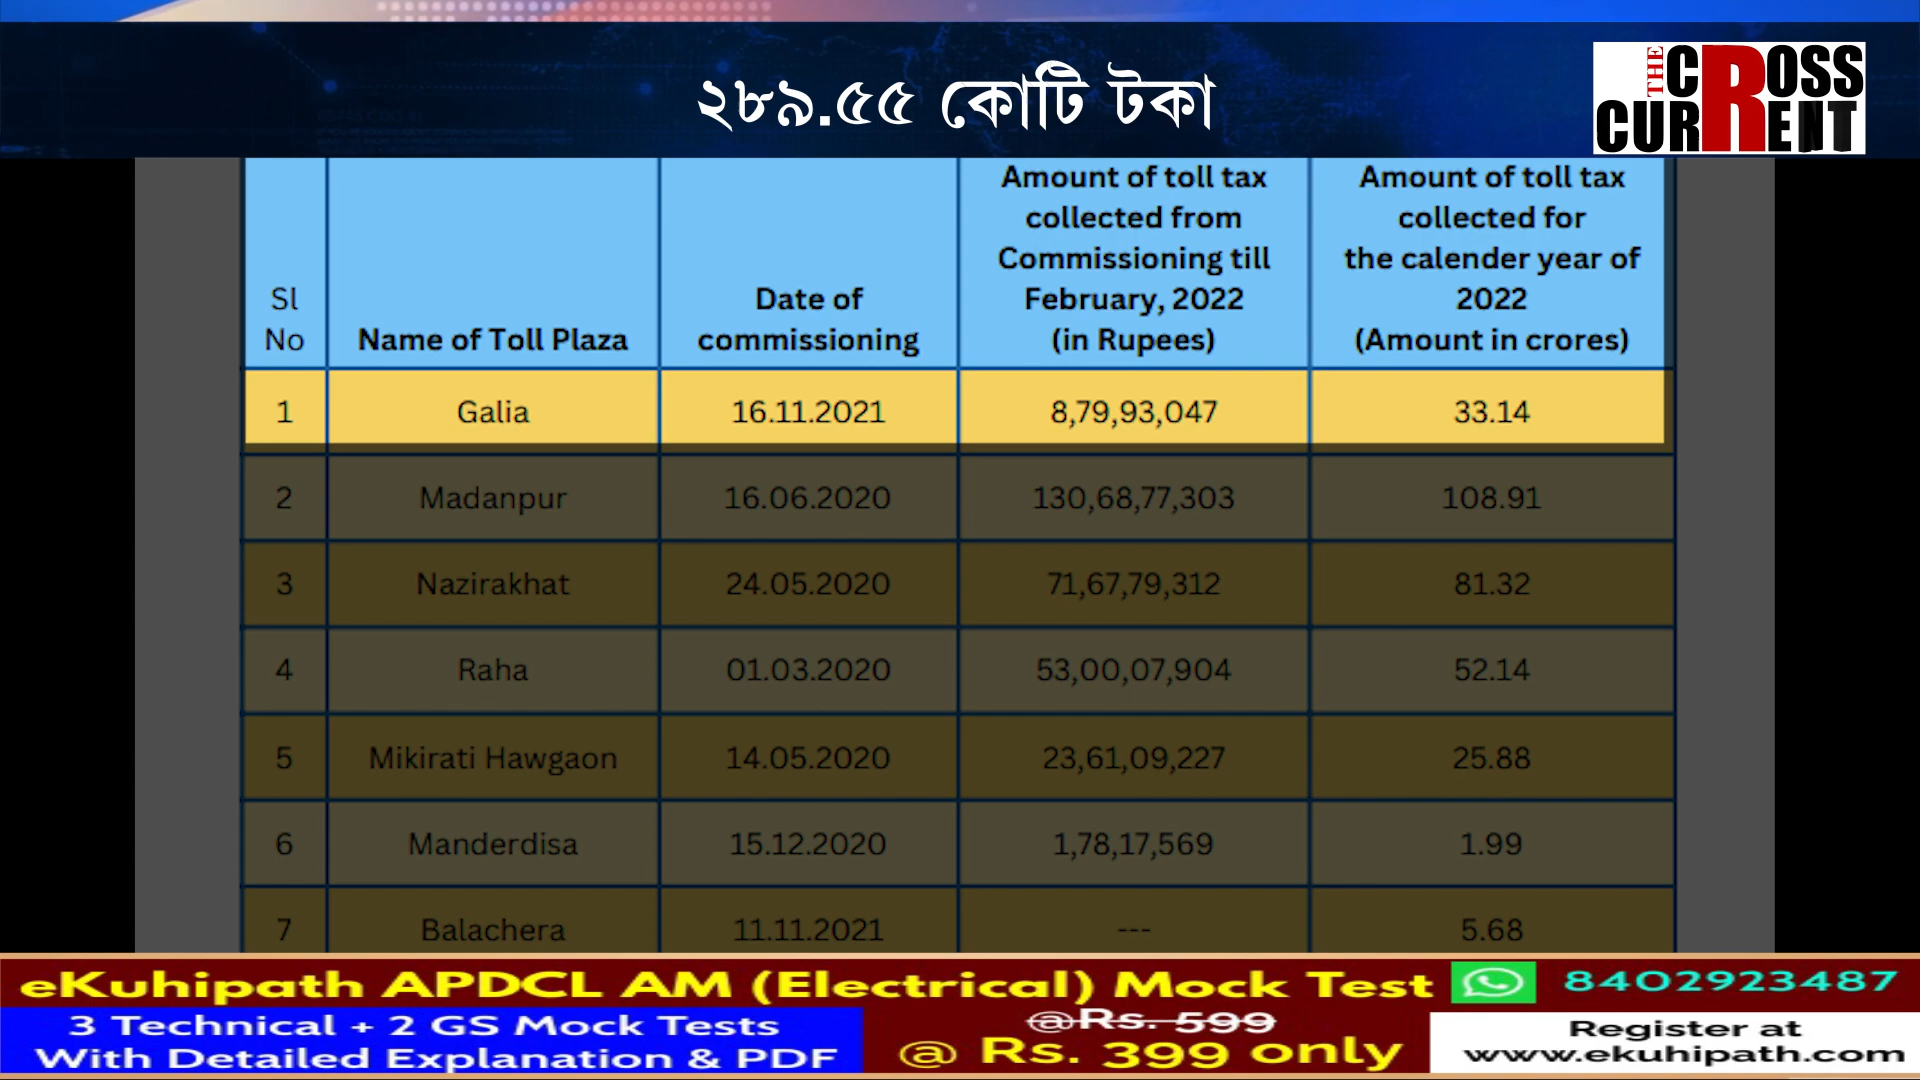 ২৮৯.৫৫ কোটি টকা
THE CROSS
CURRENT
Sl No | Name of Toll Plaza | Date of commissioning | Amount of toll tax collected from Commissioning till February, 2022 (in Rupees) | Amount of toll tax collected for the calender year of 2022 (Amount in crores)
1 | Galia | 16.11.2021 | 8,79,93,047 | 33.14
2 | Madanpur | 16.06.2020 | 130,68,77,303 | 108.91
3 | Nazirakhat | 24.05.2020 | 71,67,79,312 | 81.32
4 | Raha | 01.03.2020 | 53,00,07,904 | 52.14
5 | Mikirati Hawgaon | 14.05.2020 | 23,61,09,227 | 25.88
6 | Manderdisa | 15.12.2020 | 1,78,17,569 | 1.99
7 | Balachera | 11.11.2021 | --- | 5.68
eKuhipath APDCL AM (Electrical) Mock Test 8402923487
3 Technical + 2 GS Mock Tests
With Detailed Explanation & PDF
@Rs. 599
@ Rs. 399 only
Register at
www.ekuhipath.com